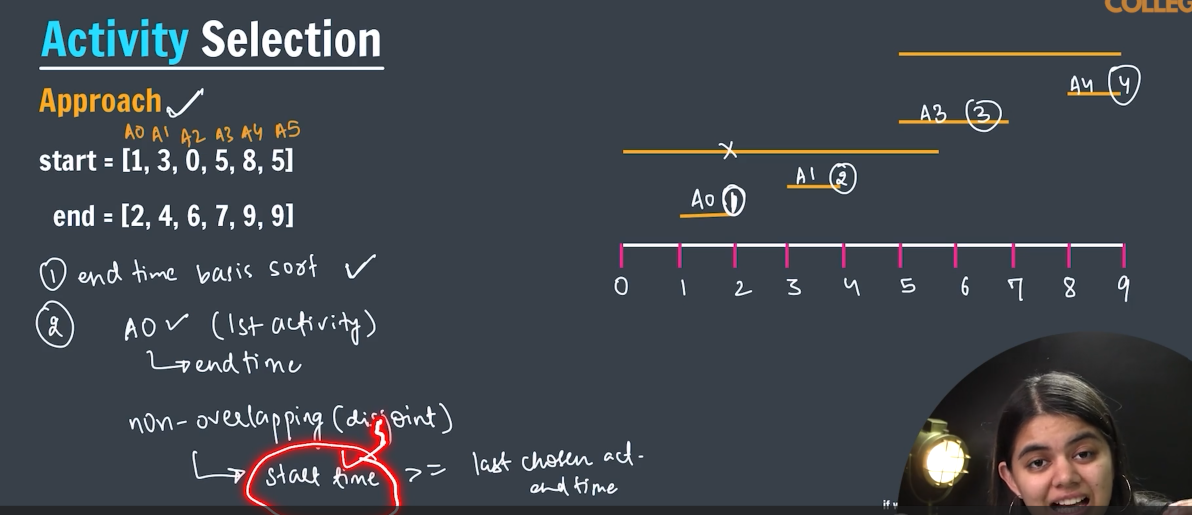 COLLEG
Activity Selection
Approach
A0 A1 A2 A3 A4 A5
start = [1, 3, 0, 5, 8, 5]
end = [2, 4, 6, 7, 9, 9]
① end time basis sort
② A0 (1st activity)
endtime
non-overlapping (disjoint)
start time >= last chosen act-
end time
A4 ④
A3 ③
A1 ②
A0 ①
0 1 2 3 4 5 6 7 8 9